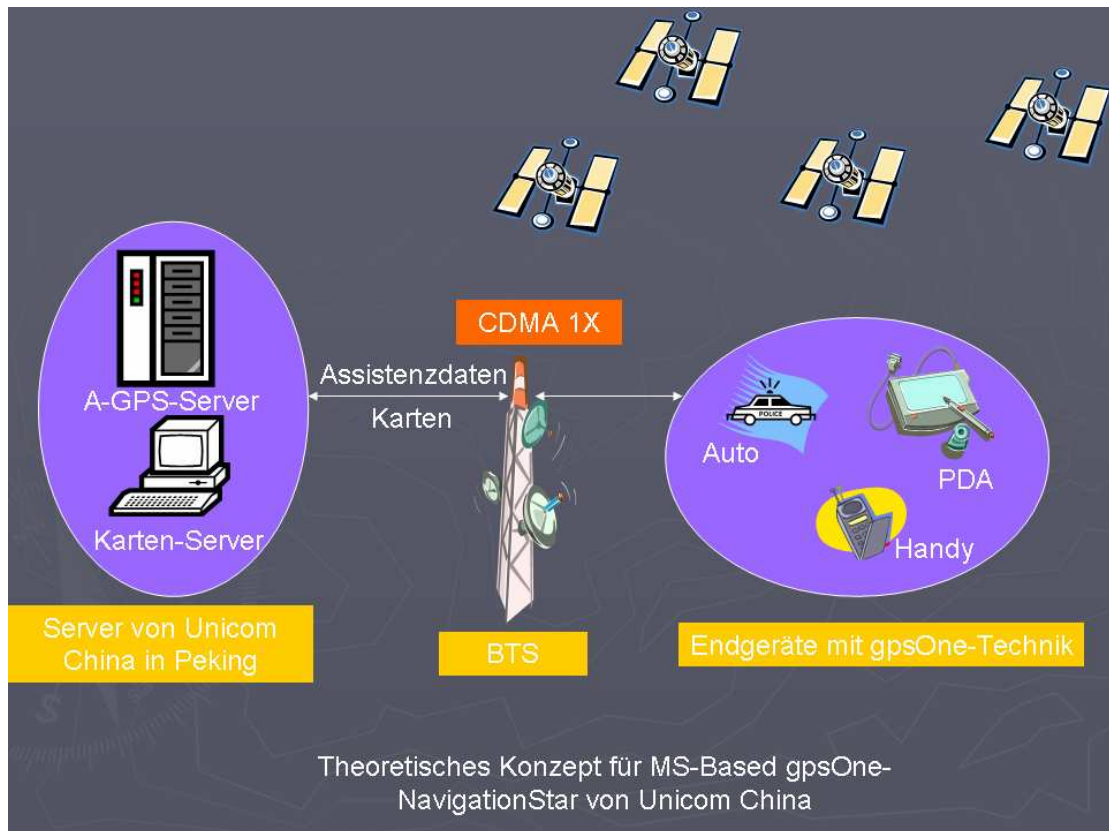 CDMA 1X
Assistenzdaten
Karten
A-GPS-Server
Karten-Server
Auto
POLICE
PDA
Handy
Server von Unicom
China in Peking
BTS
Endgeräte mit gpsOne-Technik
Theoretisches Konzept für MS-Based gpsOne-
NavigationStar von Unicom China